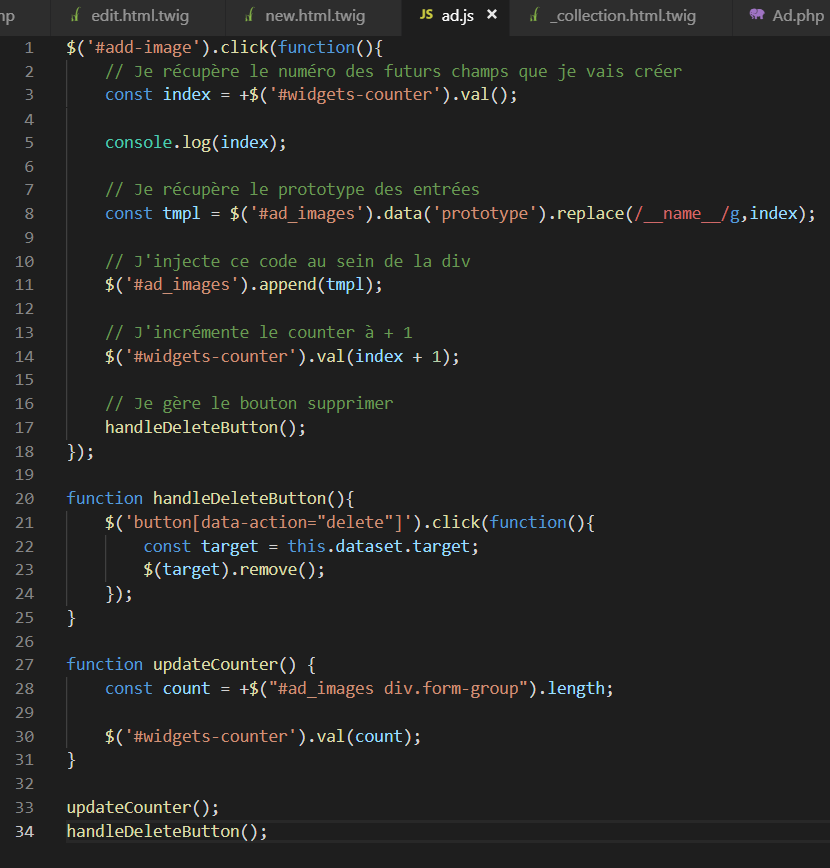 np edit.html.twig new.html.twig JS ad.js × _collection.html.twig Ad.php
1 $('#add-image').click(function(){
2     // Je récupère le numéro des futurs champs que je vais créer
3     const index = +$('#widgets-counter').val();
4
5     console.log(index);
6
7     // Je récupère le prototype des entrées
8     const tmpl = $('#ad_images').data('prototype').replace(/__name__/g,index);
9
10     // J'injecte ce code au sein de la div
11     $('#ad_images').append(tmpl);
12
13     // J'incrémente le counter à + 1
14     $('#widgets-counter').val(index + 1);
15
16     // Je gère le bouton supprimer
17     handleDeleteButton();
18 });
19
20 function handleDeleteButton(){
21     $('button[data-action="delete"]').click(function(){
22         const target = this.dataset.target;
23         $(target).remove();
24     });
25 }
26
27 function updateCounter() {
28     const count = +$("#ad_images div.form-group").length;
29
30     $('#widgets-counter').val(count);
31 }
32
33 updateCounter();
34 handleDeleteButton();